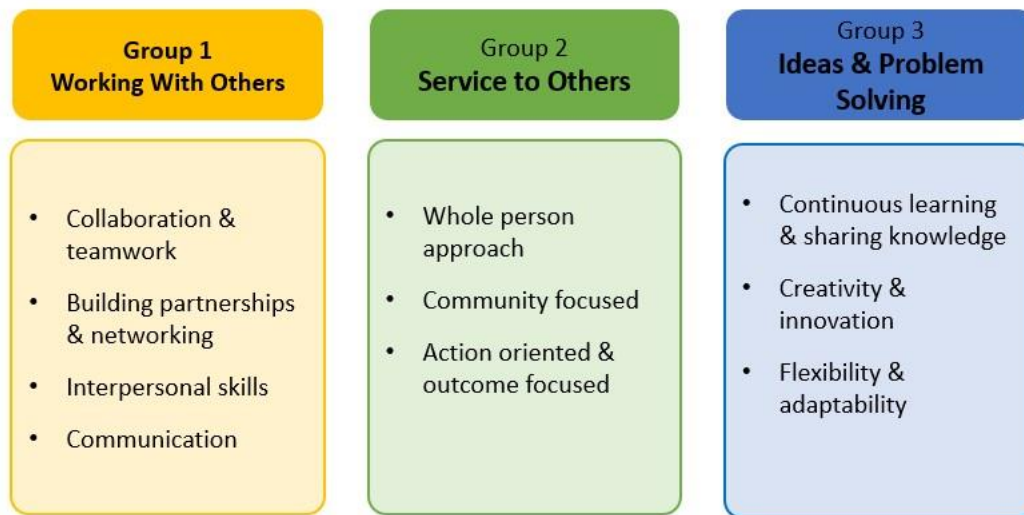 Group 1
Working With Others
• Collaboration &
teamwork
• Building partnerships
& networking
• Interpersonal skills
• Communication
Group 2
Service to Others
• Whole person
approach
• Community focused
• Action oriented &
outcome focused
Group 3
Ideas & Problem
Solving
• Continuous learning
& sharing knowledge
• Creativity &
innovation
• Flexibility &
adaptability